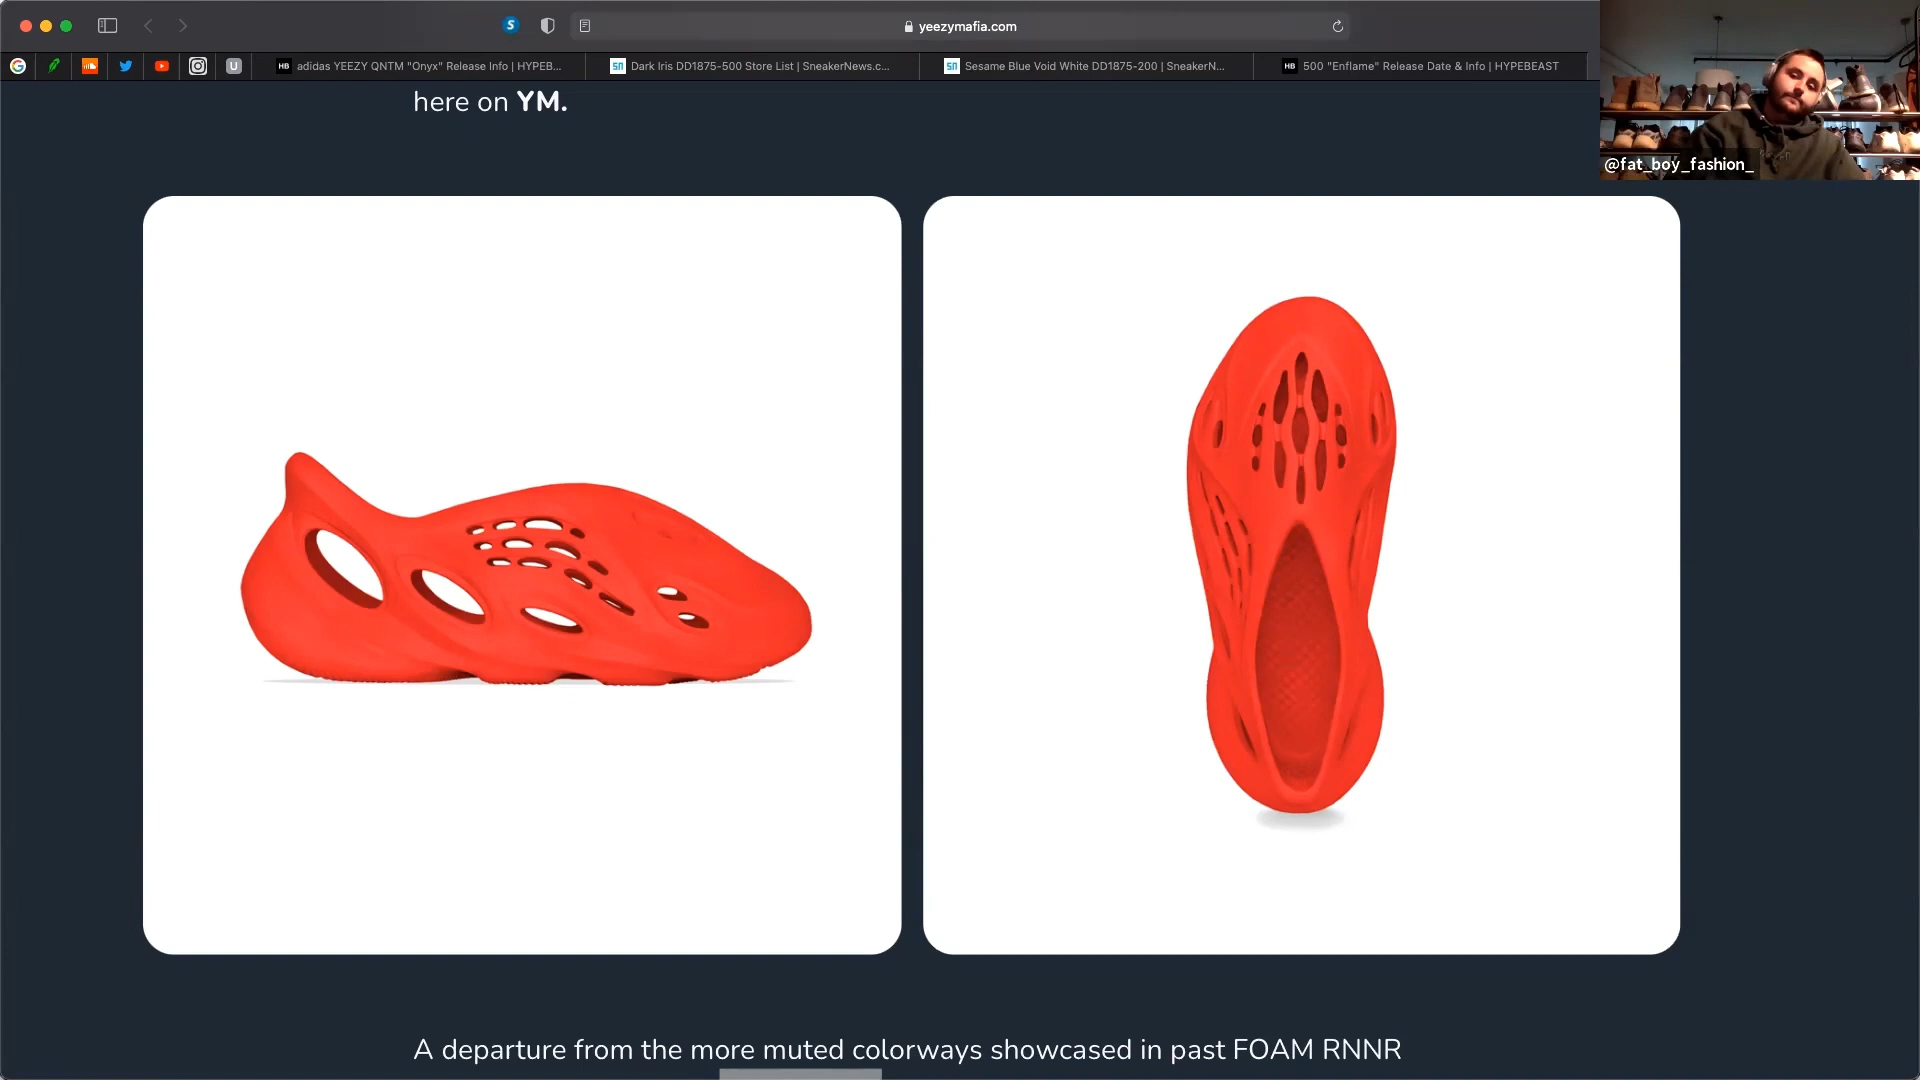 yeezymafia.com
adidas YEEZY QNTM "Onyx" Release Info | HYPEB...
Dark Iris DD1875-500 Store List | SneakerNews.c...
Sesame Blue Void White DD1875-200 | SneakerN...
500 "Enflame" Release Date & Info | HYPEBEAST
@fat_boy_fashion_
here on YM.
A departure from the more muted colorways showcased in past FOAM RNNR